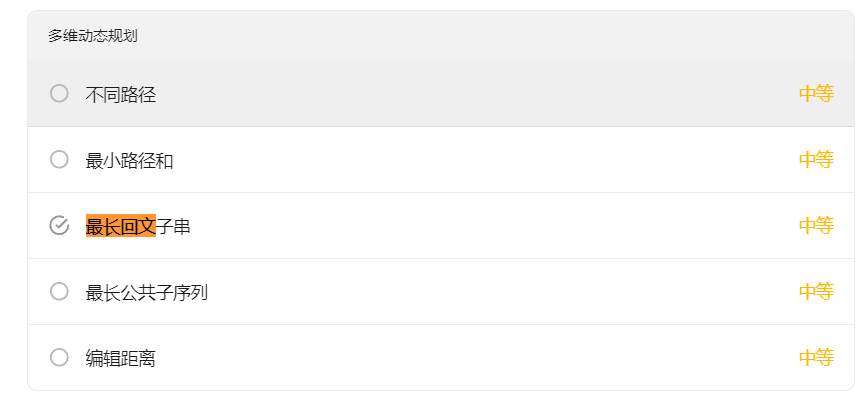 多维动态规划
不同路径 中等
最小路径和 中等
最长回文子串 中等
最长公共子序列 中等
编辑距离 中等